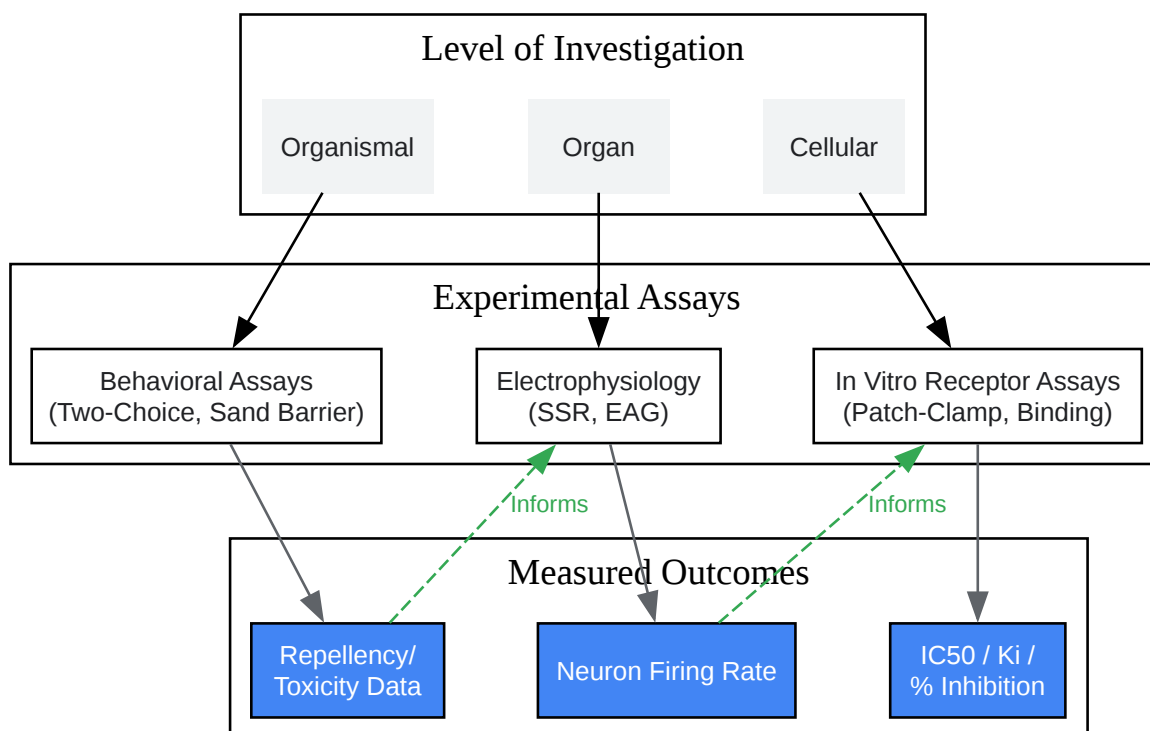 Level of Investigation
Organismal
Organ
Cellular
Experimental Assays
Behavioral Assays
(Two-Choice, Sand Barrier)
Electrophysiology
(SSR, EAG)
In Vitro Receptor Assays
(Patch-Clamp, Binding)
Informs
Informs
Measured Outcomes
Repellency/
Toxicity Data
Neuron Firing Rate
IC50 / Ki /
% Inhibition